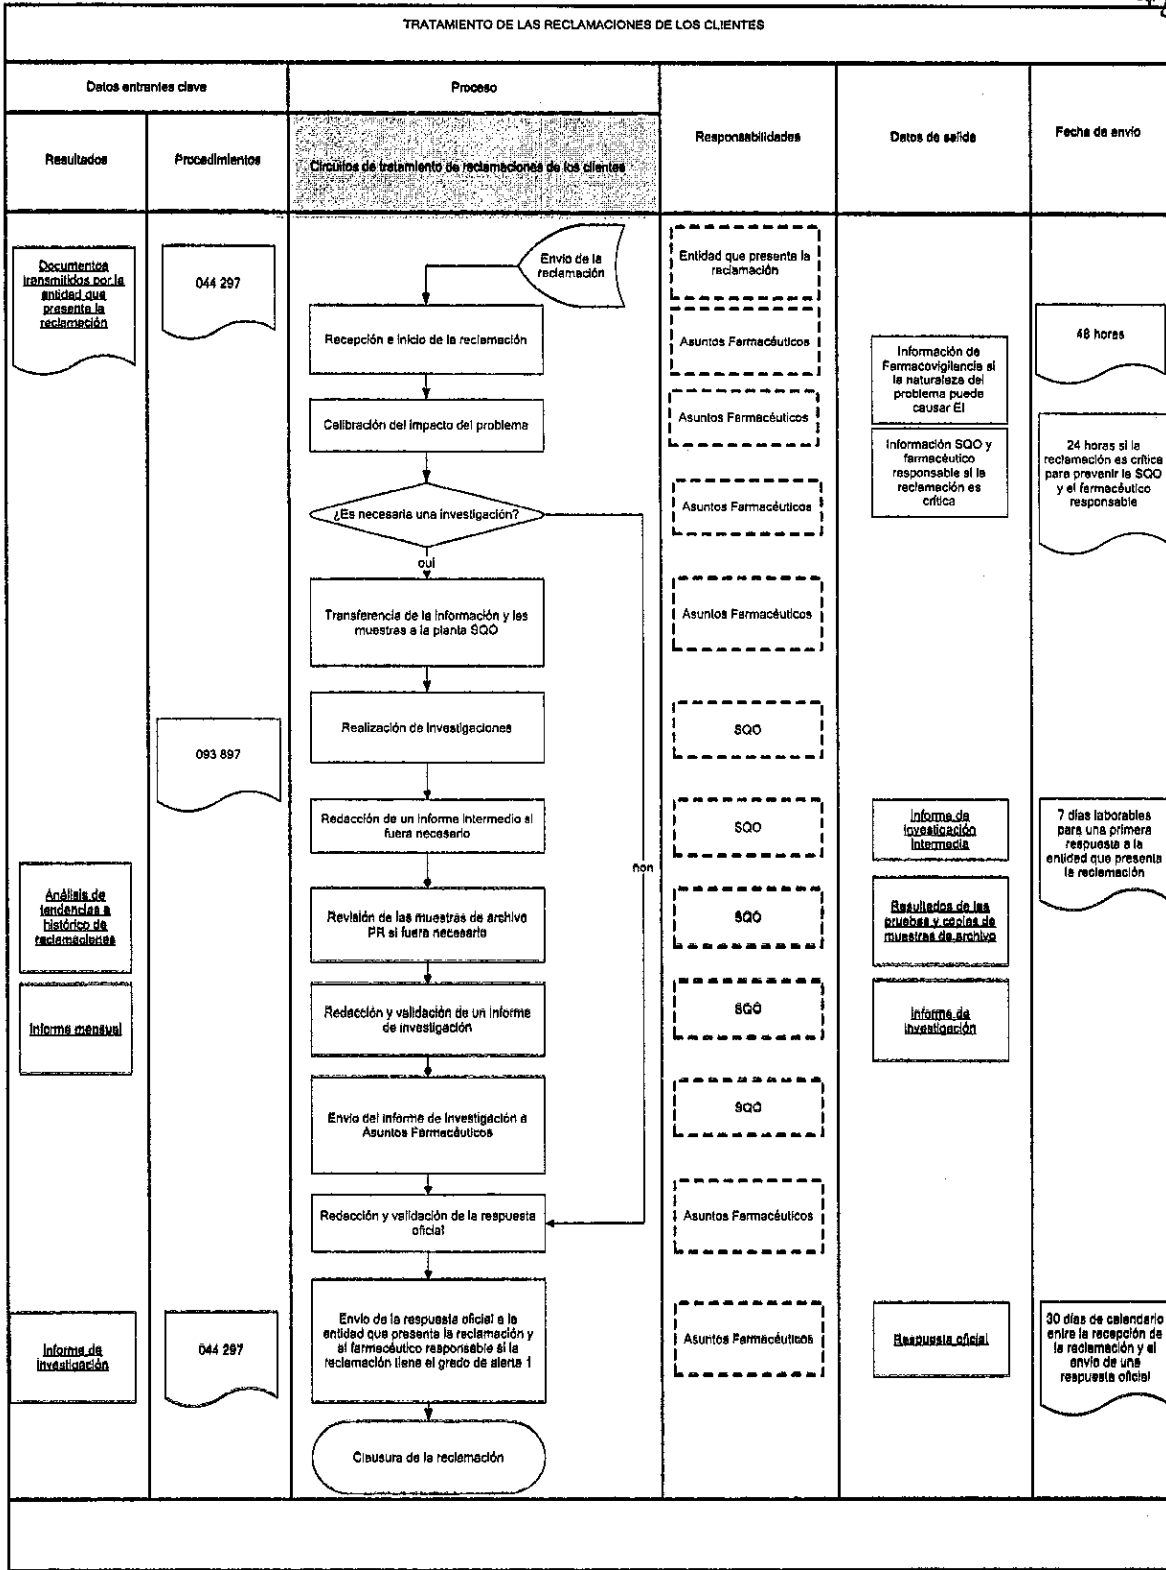 TRATAMIENTO DE LAS RECLAMACIONES DE LOS CLIENTES
Datos entrantes clave
Proceso
Responsabilidades
Datos de salida
Fecha de envío
Resultados
Procedimientos
Circuitos de tratamiento de reclamaciones de los clientes
Documentos
transmitidos por la
entidad que
presenta la
reclamación
044 297
Envío de la
reclamación
Entidad que presenta la
reclamación
Recepción e inicio de la reclamación
Asuntos Farmacéuticos
Información de
Farmacovigilancia si
la naturaleza del
problema puede
causar EI
48 horas
Calibración del impacto del problema
Asuntos Farmacéuticos
Información SQO y
farmacéutico
responsable si la
reclamación es
crítica
24 horas si la
reclamación es crítica
para prevenir la SQO
y el farmacéutico
responsable
¿Es necesaria una investigación?
Asuntos Farmacéuticos
oui
Transferencia de la información y las
muestras a la planta SQO
Asuntos Farmacéuticos
Realización de investigaciones
SQO
093 897
Redacción de un informe intermedio si
fuera necesario
SQO
Informe de
investigación
intermedia
7 días laborables
para una primera
respuesta a la
entidad que presenta
la reclamación
non
Análisis de
tendencias e
histórico de
reclamaciones
Revisión de las muestras de archivo
PR si fuera necesario
SQO
Resultados de las
pruebas y copias de
muestras de archivo
Informe mensual
Redacción y validación de un informe
de investigación
SQO
Informe de
investigación
Envío del informe de investigación a
Asuntos Farmacéuticos
SQO
Redacción y validación de la respuesta
oficial
Asuntos Farmacéuticos
Informe de
investigación
044 297
Envío de la respuesta oficial a la
entidad que presenta la reclamación y
al farmacéutico responsable si la
reclamación tiene el grado de alerta 1
Asuntos Farmacéuticos
Respuesta oficial
30 días de calendario
entre la recepción de
la reclamación y el
envío de una
respuesta oficial
Clausura de la reclamación